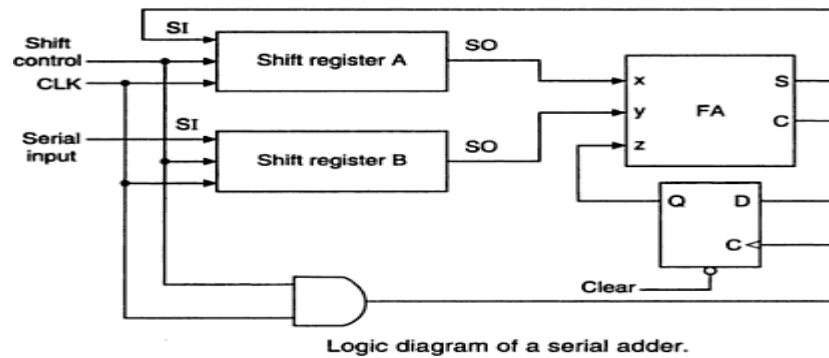 SI
Shift
control
CLK
Shift register A
SO
x
y
z
FA
S
C
Serial
input
SI
Shift register B
SO
Q
D
C
Clear
Logic diagram of a serial adder.